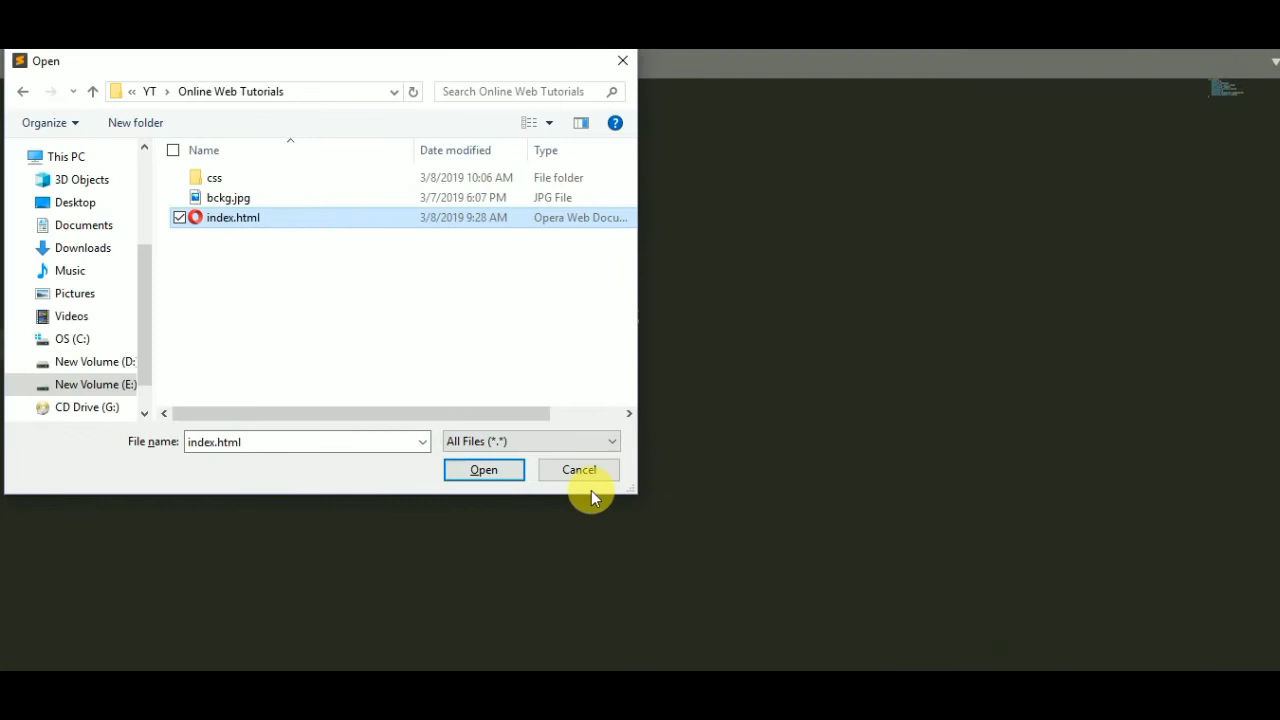 Open
YT Online Web Tutorials
Search Online Web Tutorials
Organize
New folder
Name
Date modified
Type
This PC
3D Objects
Desktop
Documents
Downloads
Music
Pictures
Videos
OS (C:)
New Volume (D:
New Volume (E:)
CD Drive (G:)
css 3/8/2019 10:06 AM File folder
bckg.jpg 3/7/2019 6:07 PM JPG File
index.html 3/8/2019 9:28 AM Opera Web Docu...
File name: index.html
All Files (*.*)
Open
Cancel